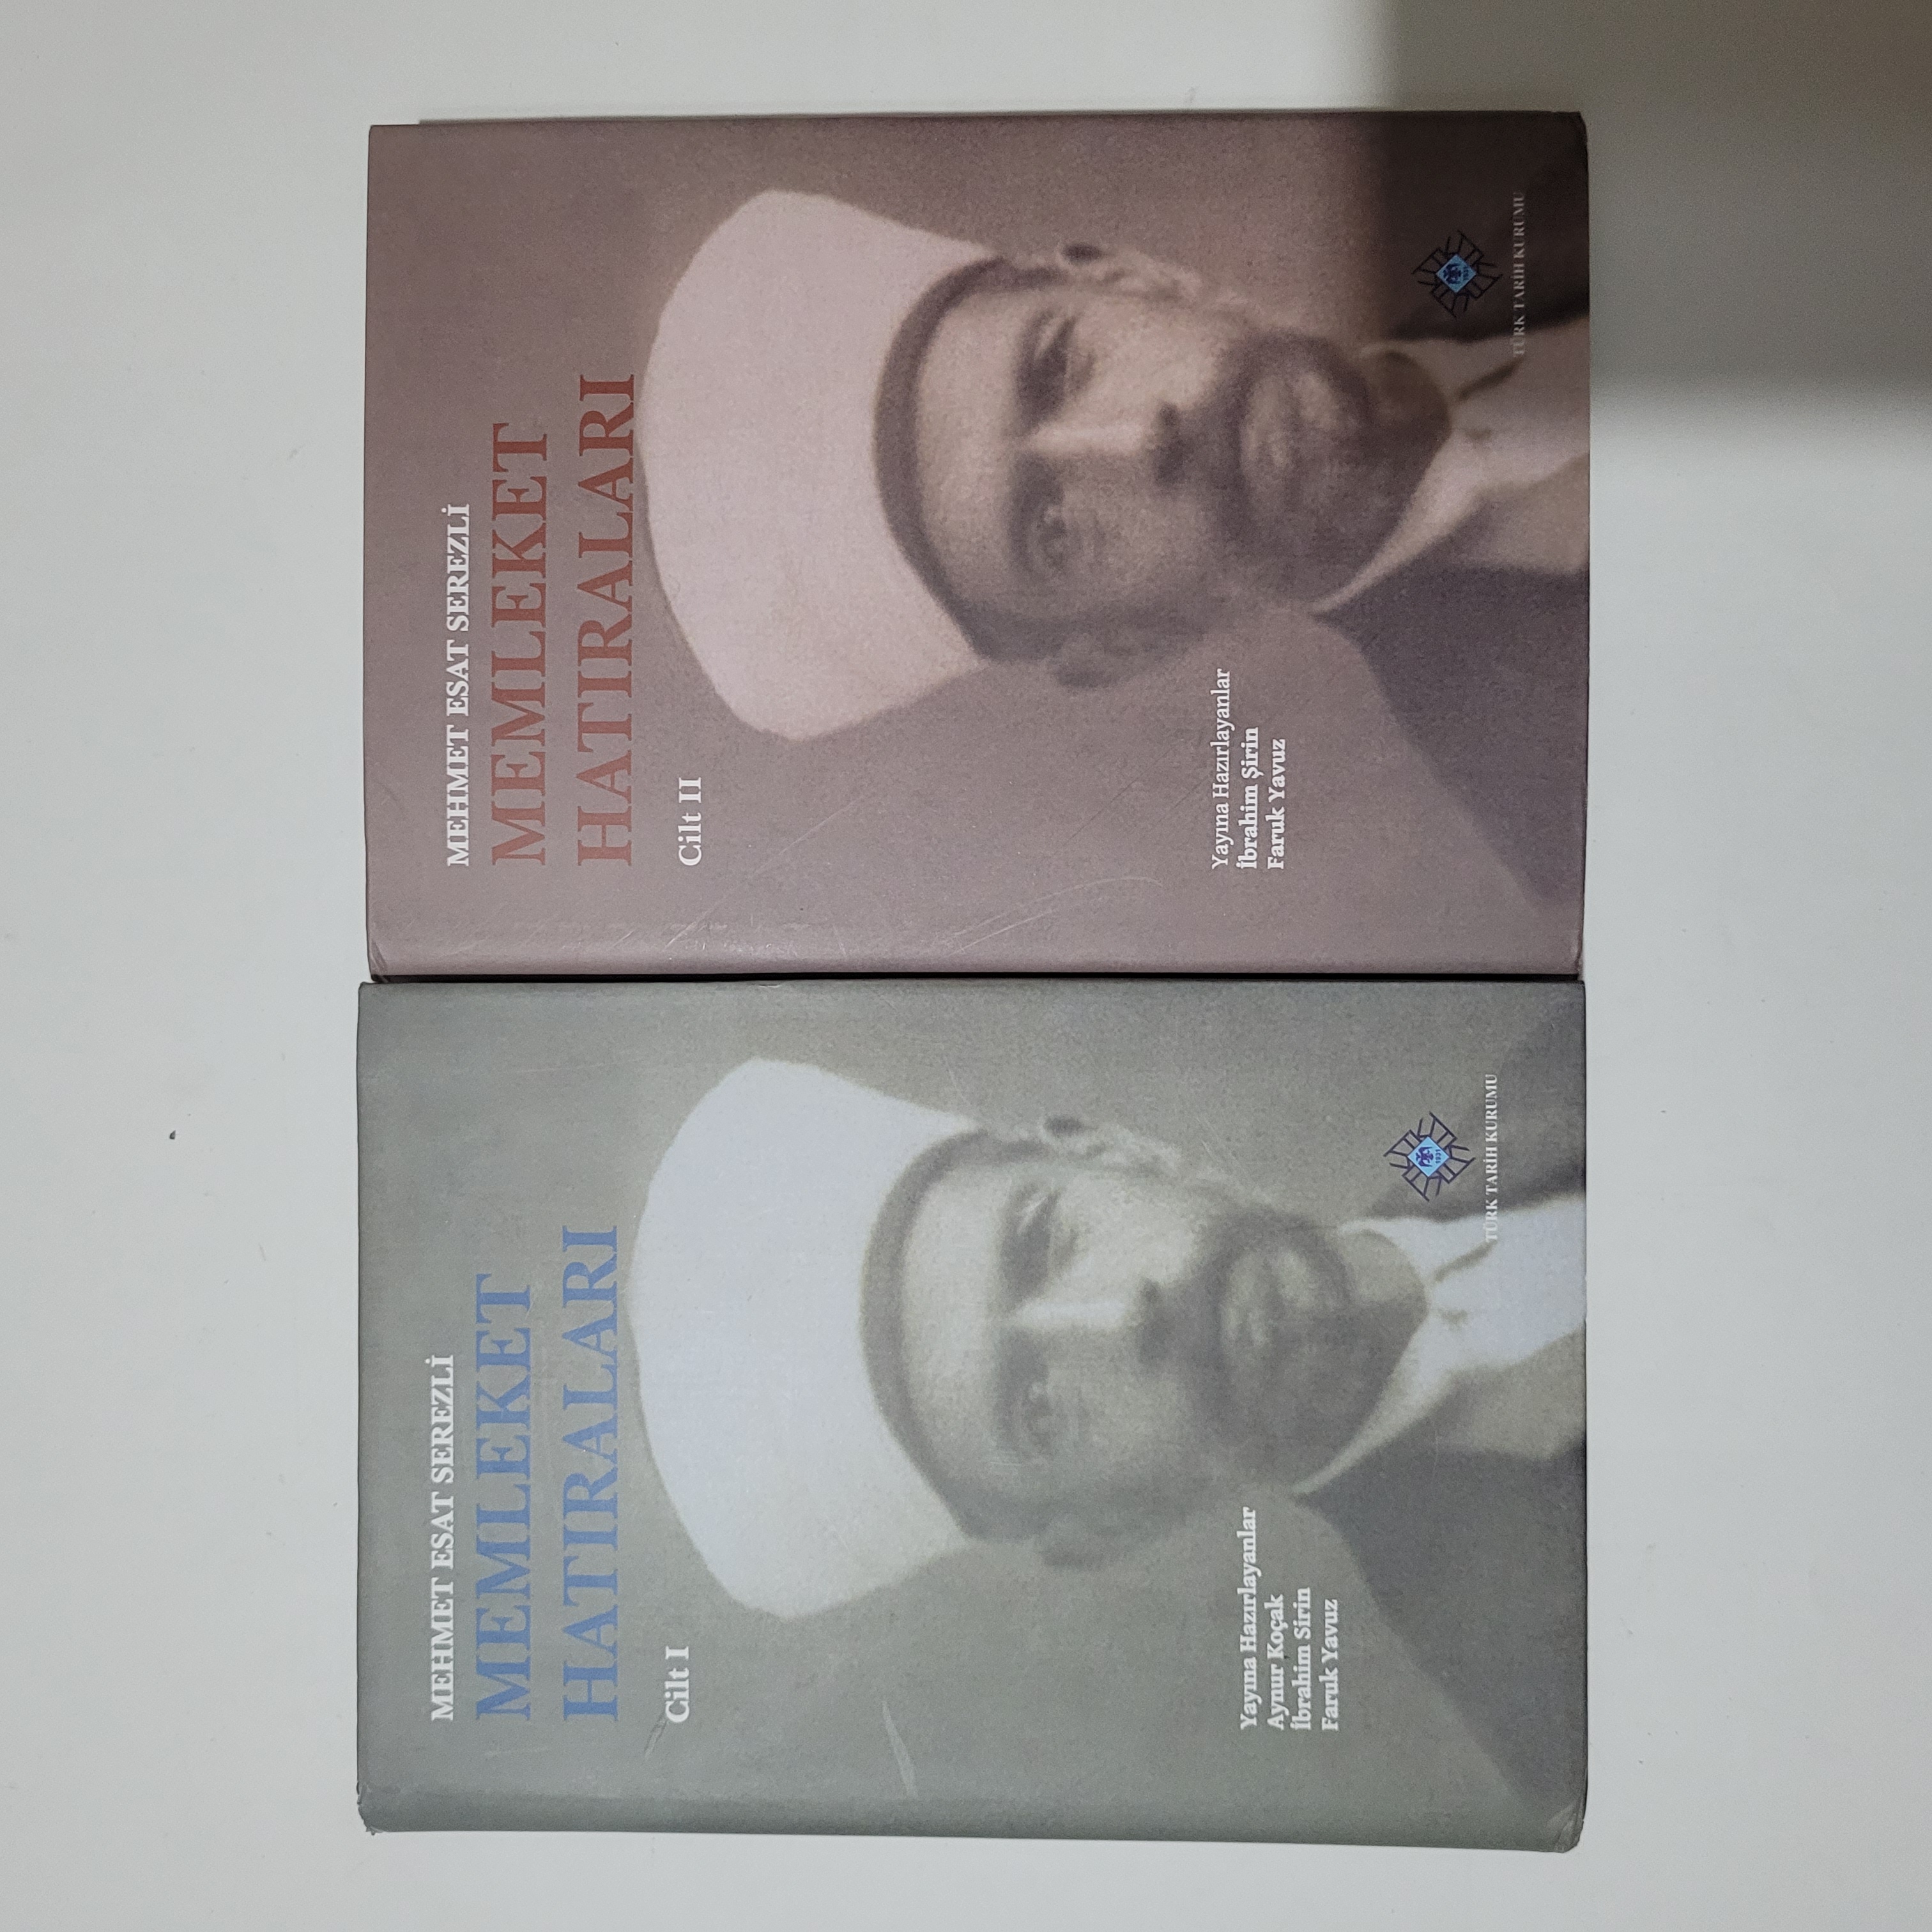 MEHMET ESAT SEREZLİ
MEMLEKET
HATIRALARI
Cilt I
Yayına Hazırlayanlar
Aynur Koçak
İbrahim Şirin
Faruk Yavuz
1931
TÜRK TARİH KURUMU
MEHMET ESAT SEREZLİ
MEMLEKET
HATIRALARI
Cilt II
Yayına Hazırlayanlar
İbrahim Şirin
Faruk Yavuz
TÜRK TARİH KURUMU